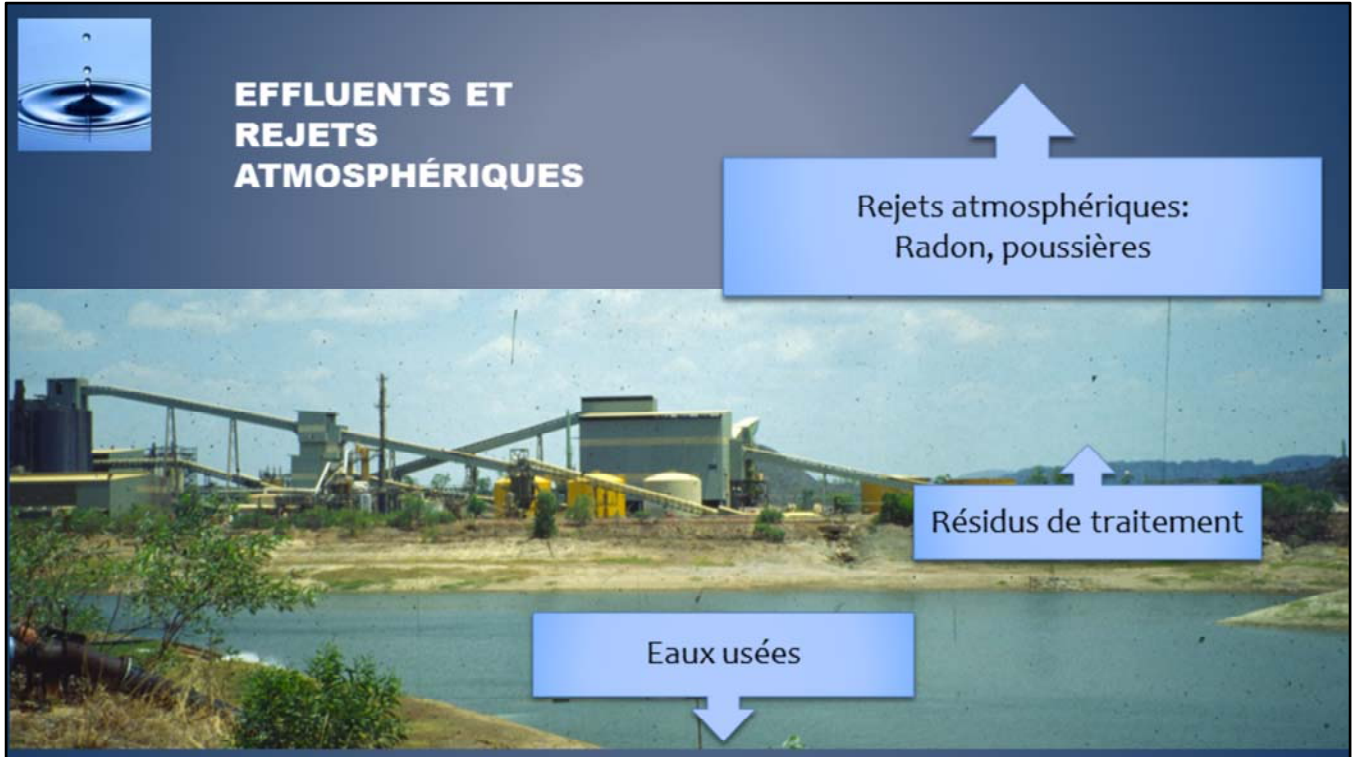 EFFLUENTS ET
REJETS
ATMOSPHÉRIQUES
Rejets atmosphériques:
Radon, poussières
Résidus de traitement
Eaux usées